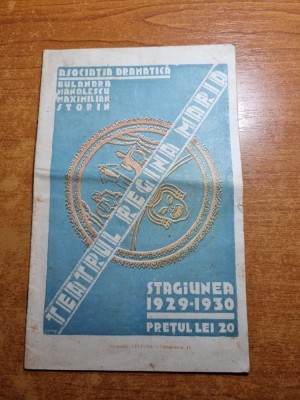 ASOCIAȚIA DRAMATICĂ
BULANDRA
MANOLESCU
MAXIMILIAN
STORIN
TEATRUL REGINA MARIA
STAGIUNEA
1929-1930
PREȚUL LEI 20